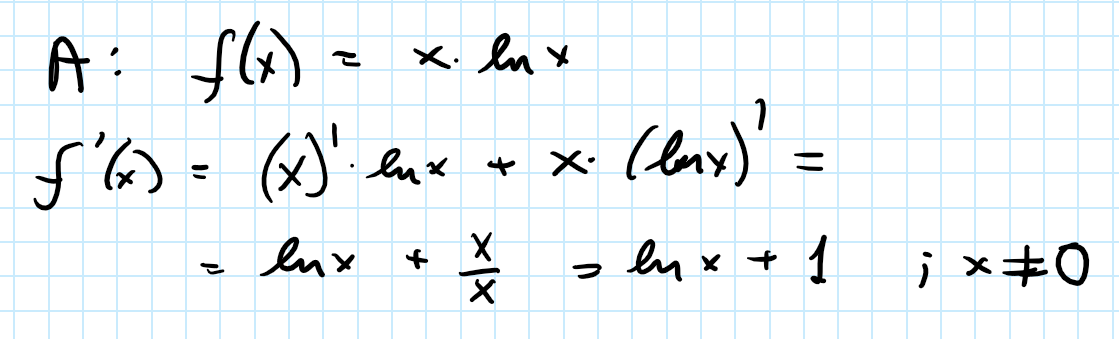 A: f(x) = x · ln x
f'(x) = (x)' · ln x + x · (ln x)' =
= ln x + x/x = ln x + 1 ; x ≠ 0